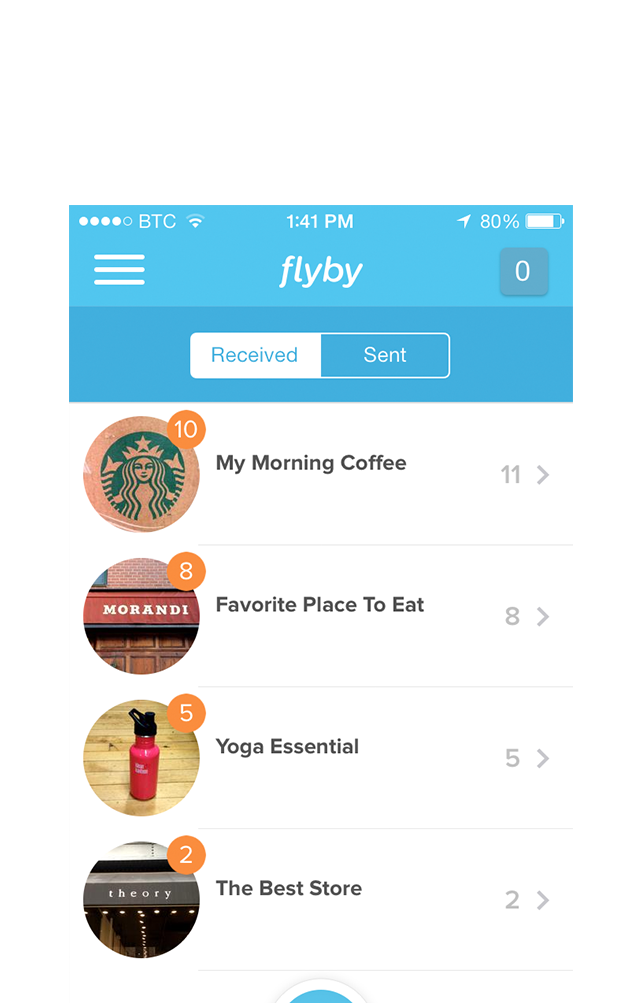 BTC 1:41 PM 80%
flyby 0
Received Sent
10
My Morning Coffee 11
8
MORANDI
Favorite Place To Eat 8
5
Yoga Essential 5
2
theory
The Best Store 2